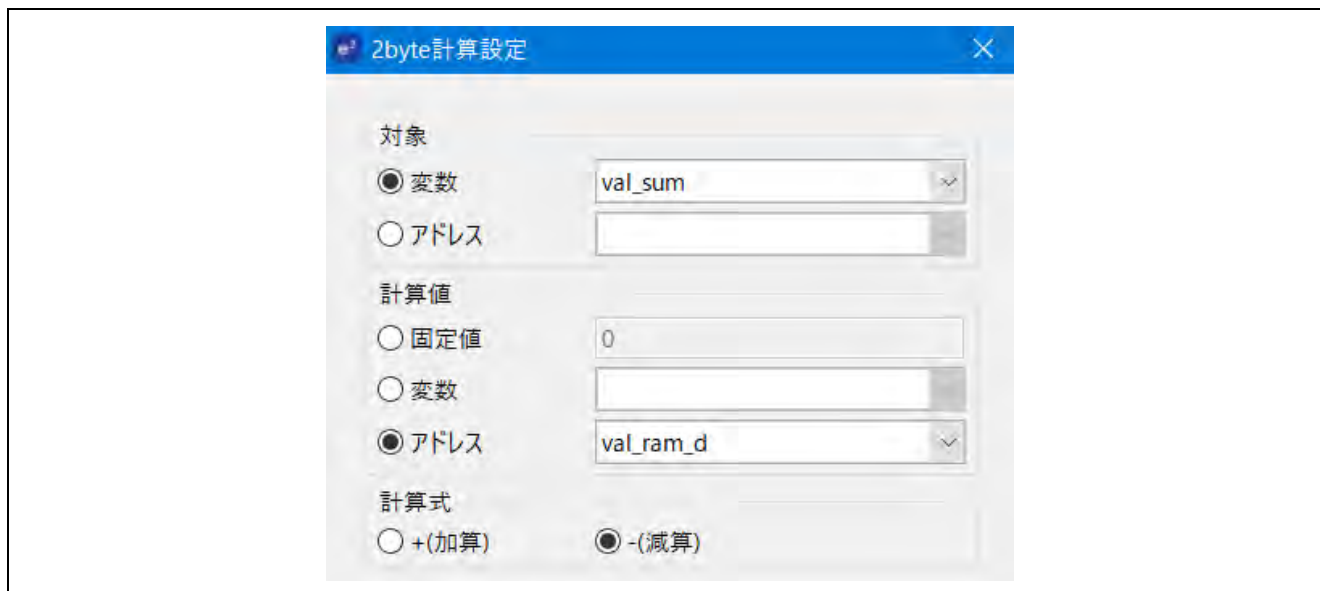 e² 2byte計算設定
対象
変数 val_sum
アドレス
計算値
固定値 0
変数
アドレス val_ram_d
計算式
+(加算) -(減算)